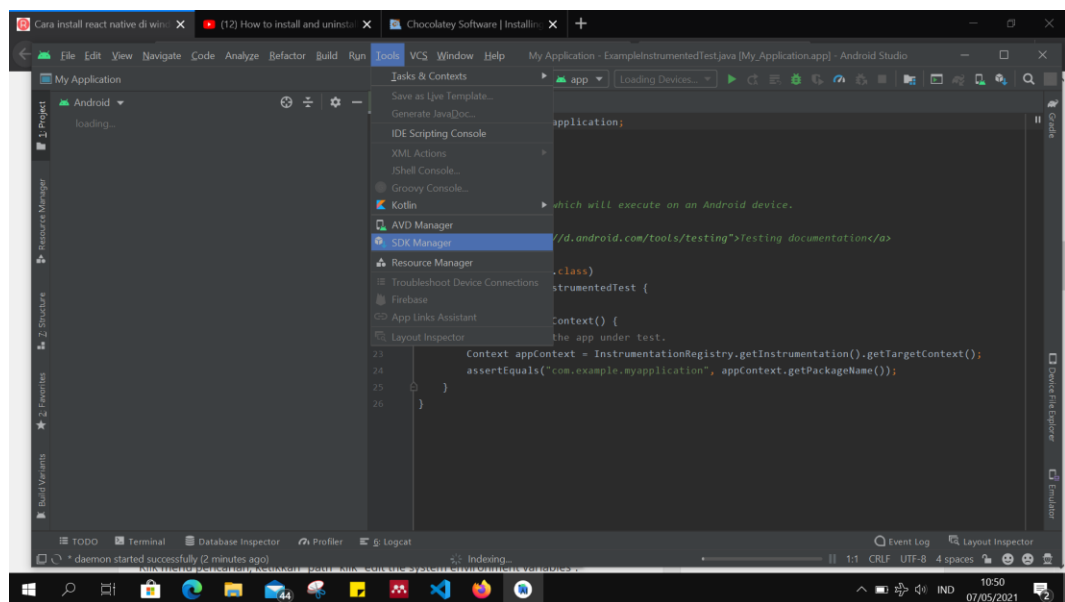 Cara install react native di wind
(12) How to install and uninstal
Chocolatey Software | Installing
File Edit View Navigate Code Analyze Refactor Build Run Tools VCS Window Help My Application - ExampleInstrumentedTest.java [My_Application.app] - Android Studio
My Application
app
Loading Devices...
Android
loading...
Tasks & Contexts
Save as Live Template...
Generate JavaDoc...
IDE Scripting Console
XML Actions
JShell Console...
Groovy Console...
Kotlin
AVD Manager
SDK Manager
Resource Manager
Troubleshoot Device Connections
Firebase
App Links Assistant
Layout Inspector
application;
which will execute on an Android device.
//d.android.com/tools/testing">Testing documentation</a>
.class)
strumentedTest {
Context() {
the app under test.
23 Context appContext = InstrumentationRegistry.getInstrumentation().getTargetContext();
24 assertEquals("com.example.myapplication", appContext.getPackageName());
25 }
26 }
1: Project
Resource Manager
Z: Structure
2: Favorites
Build Variants
Gradle
Device File Explorer
Emulator
TODO Terminal Database Inspector Profiler 6: Logcat Event Log Layout Inspector
* daemon started successfully (2 minutes ago) Indexing... 1:1 CRLF UTF-8 4 spaces
44
IND
10:50
07/05/2021
2